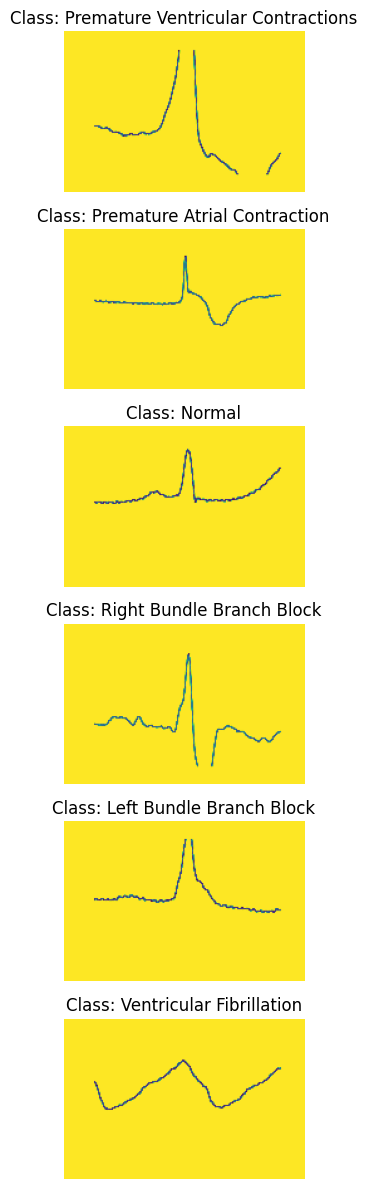 Class: Premature Ventricular Contractions
Class: Premature Atrial Contraction
Class: Normal
Class: Right Bundle Branch Block
Class: Left Bundle Branch Block
Class: Ventricular Fibrillation